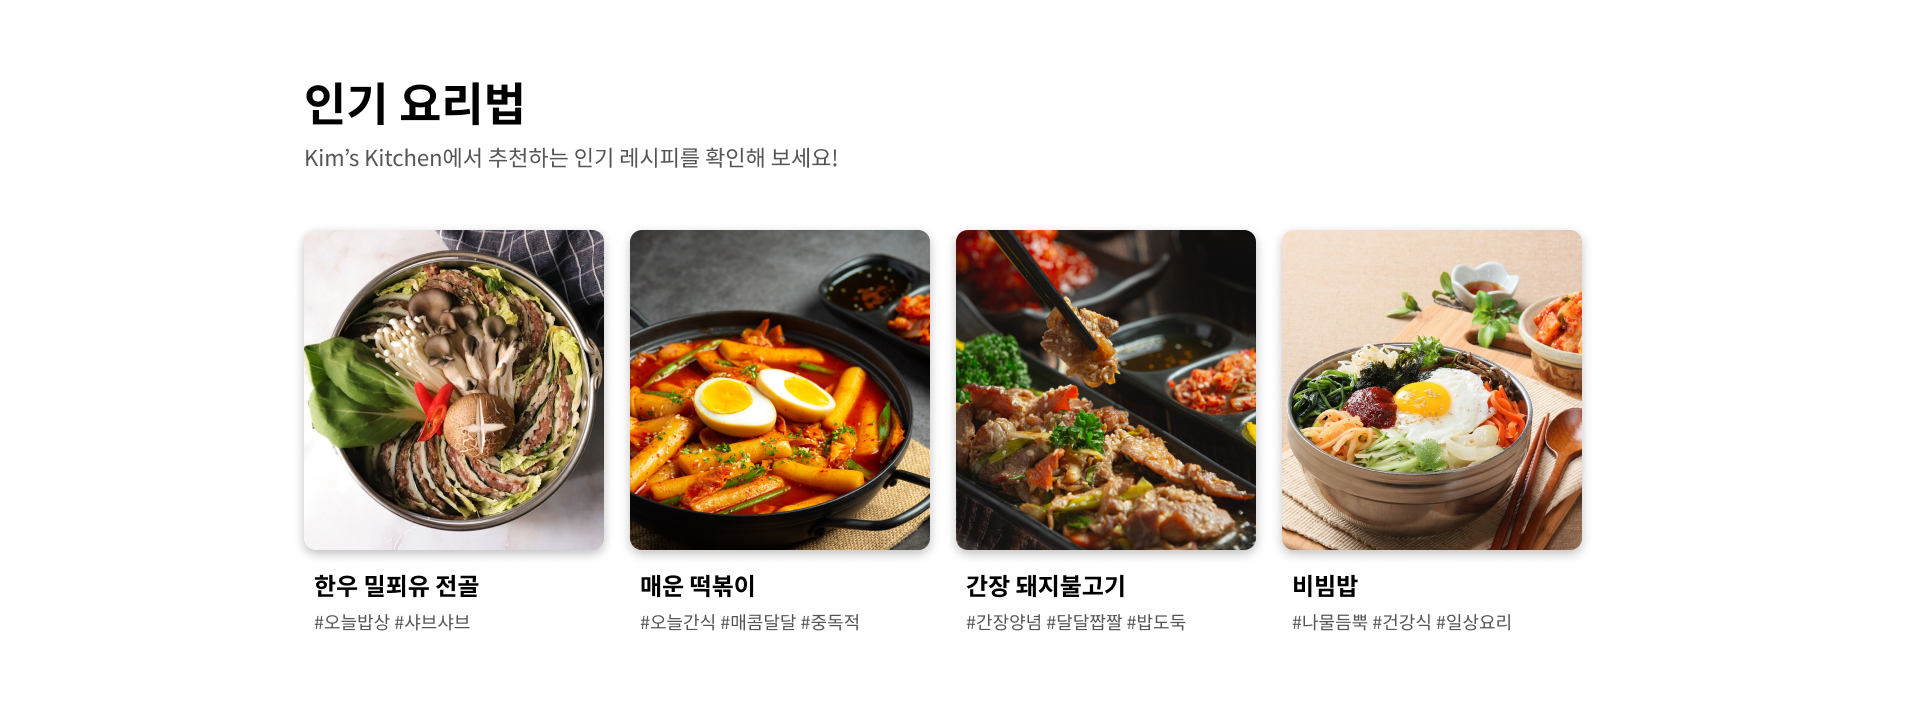 인기 요리법
Kim’s Kitchen에서 추천하는 인기 레시피를 확인해 보세요!
한우 밀푀유 전골
#오늘밥상 #샤브샤브
매운 떡볶이
#오늘간식 #매콤달달 #중독적
간장 돼지불고기
#간장양념 #달달짭짤 #밥도둑
비빔밥
#나물듬뿍 #건강식 #일상요리